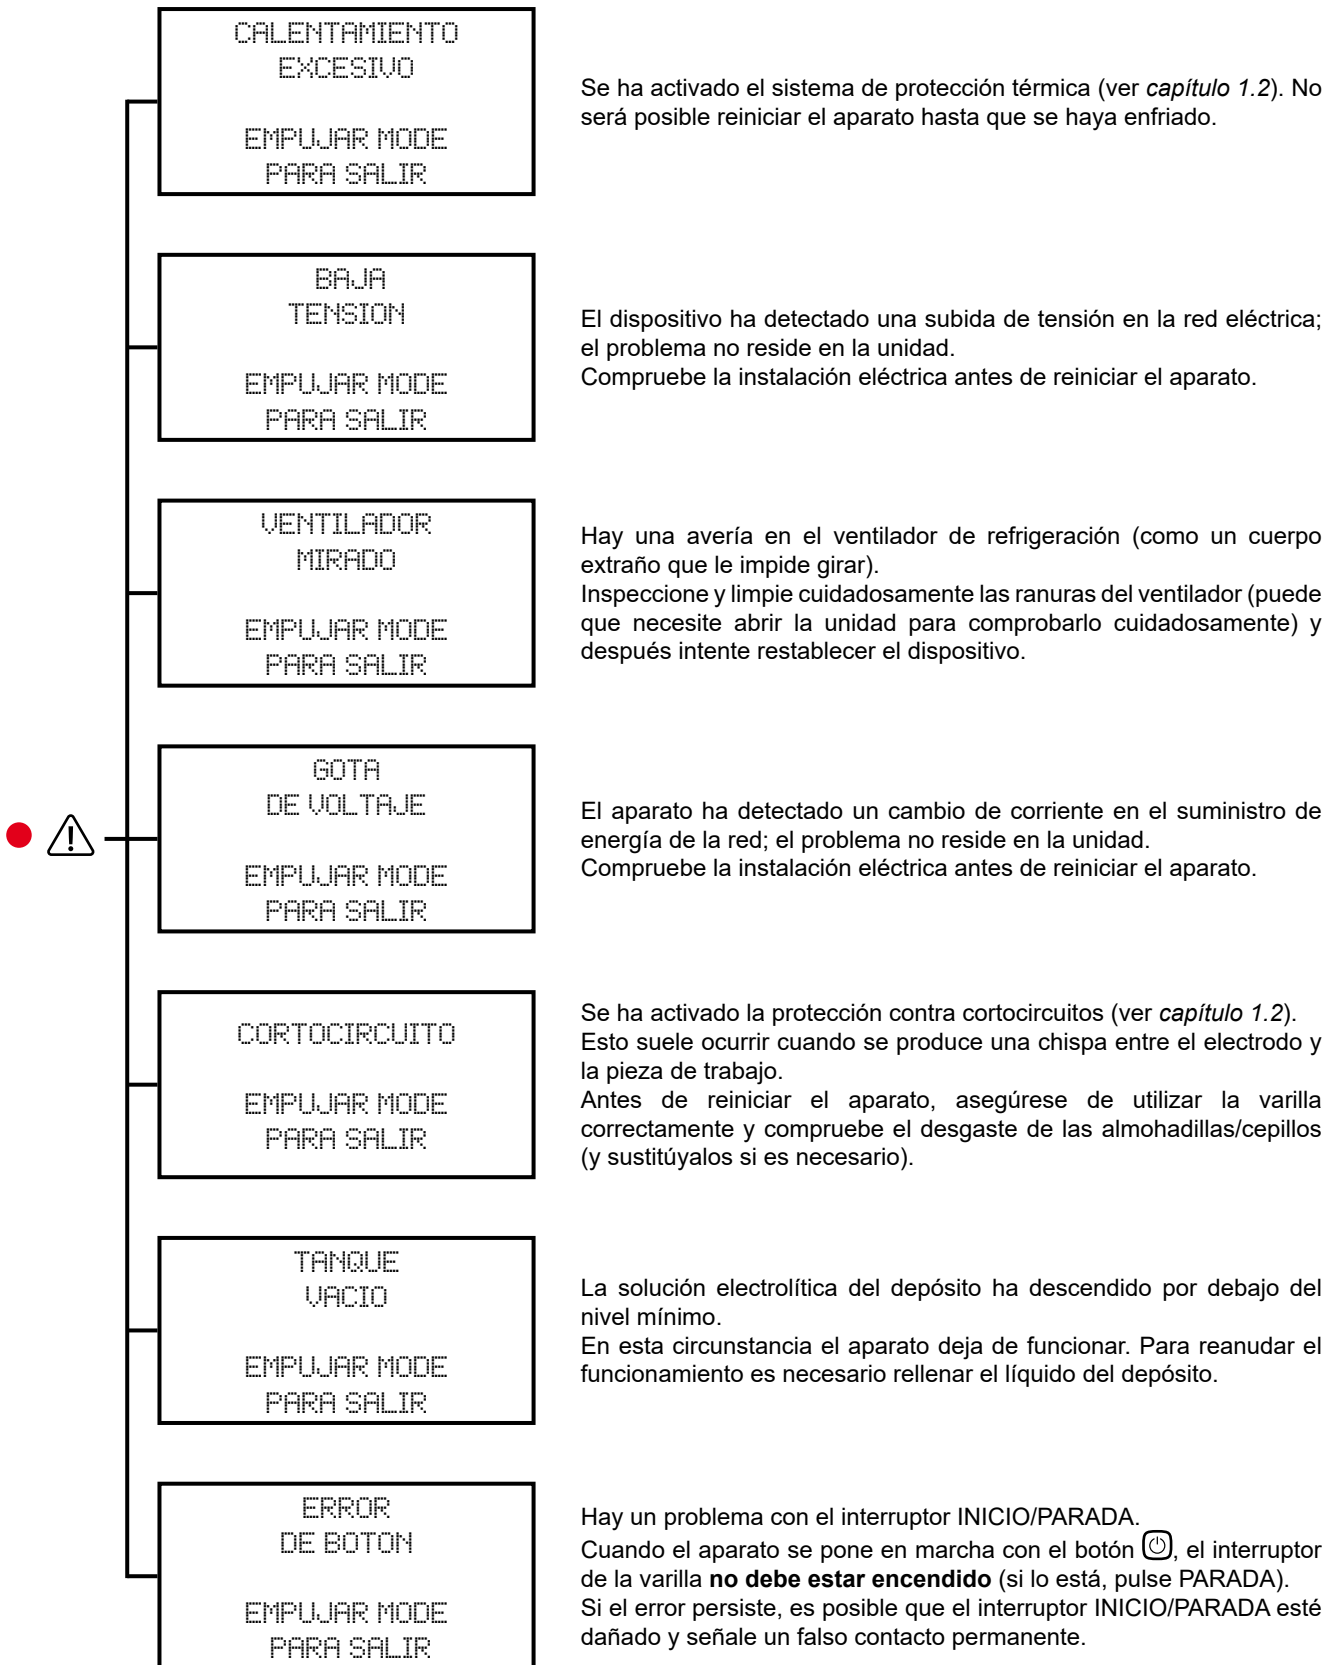 CALENTAMIENTO
EXCESIVO
EMPUJAR MODE
PARA SALIR
Se ha activado el sistema de protección térmica (ver capítulo 1.2). No
será posible reiniciar el aparato hasta que se haya enfriado.
BAJA
TENSION
EMPUJAR MODE
PARA SALIR
El dispositivo ha detectado una subida de tensión en la red eléctrica;
el problema no reside en la unidad.
Compruebe la instalación eléctrica antes de reiniciar el aparato.
VENTILADOR
MIRADO
EMPUJAR MODE
PARA SALIR
Hay una avería en el ventilador de refrigeración (como un cuerpo
extraño que le impide girar).
Inspeccione y limpie cuidadosamente las ranuras del ventilador (puede
que necesite abrir la unidad para comprobarlo cuidadosamente) y
después intente restablecer el dispositivo.
GOTA
DE VOLTAJE
EMPUJAR MODE
PARA SALIR
El aparato ha detectado un cambio de corriente en el suministro de
energía de la red; el problema no reside en la unidad.
Compruebe la instalación eléctrica antes de reiniciar el aparato.
CORTOCIRCUITO
EMPUJAR MODE
PARA SALIR
Se ha activado la protección contra cortocircuitos (ver capítulo 1.2).
Esto suele ocurrir cuando se produce una chispa entre el electrodo y
la pieza de trabajo.
Antes de reiniciar el aparato, asegúrese de utilizar la varilla
correctamente y compruebe el desgaste de las almohadillas/cepillos
(y sustitúyalos si es necesario).
TANQUE
VACIO
EMPUJAR MODE
PARA SALIR
La solución electrolítica del depósito ha descendido por debajo del
nivel mínimo.
En esta circunstancia el aparato deja de funcionar. Para reanudar el
funcionamiento es necesario rellenar el líquido del depósito.
ERROR
DE BOTON
EMPUJAR MODE
PARA SALIR
Hay un problema con el interruptor INICIO/PARADA.
Cuando el aparato se pone en marcha con el botón , el interruptor
de la varilla no debe estar encendido (si lo está, pulse PARADA).
Si el error persiste, es posible que el interruptor INICIO/PARADA esté
dañado y señale un falso contacto permanente.